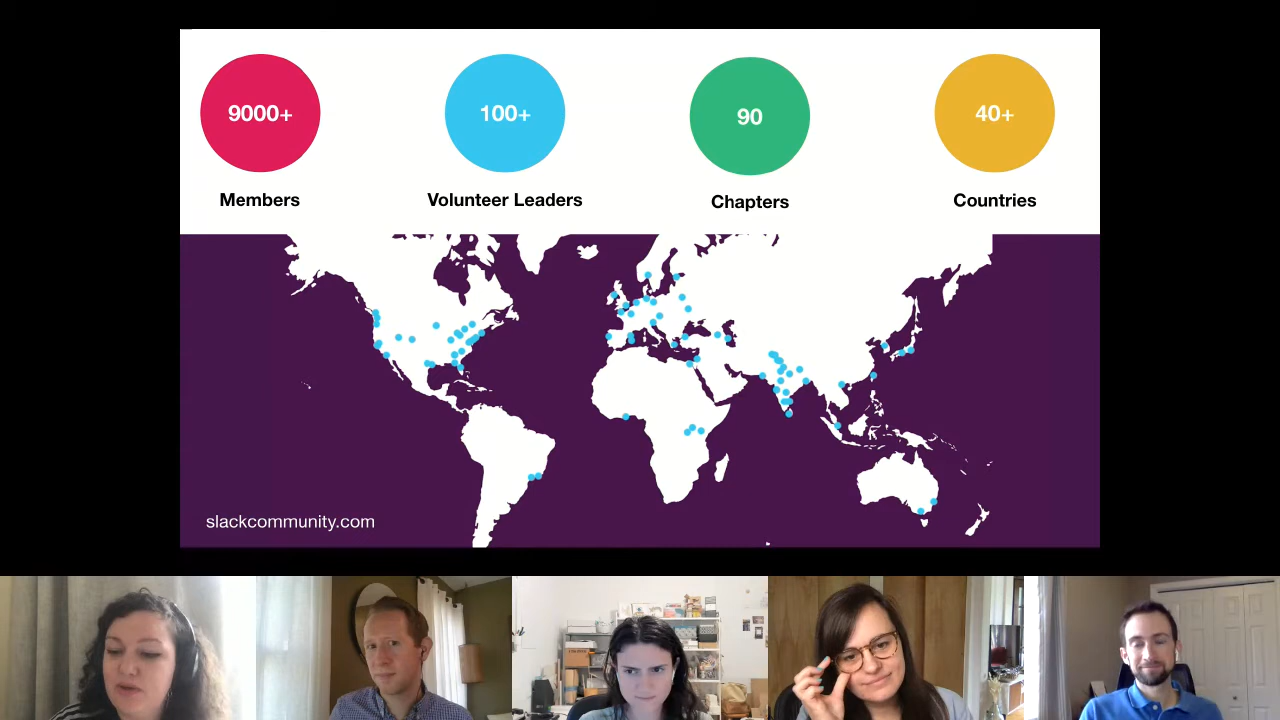 9000+
100+
90
40+
Members
Volunteer Leaders
Chapters
Countries
slackcommunity.com